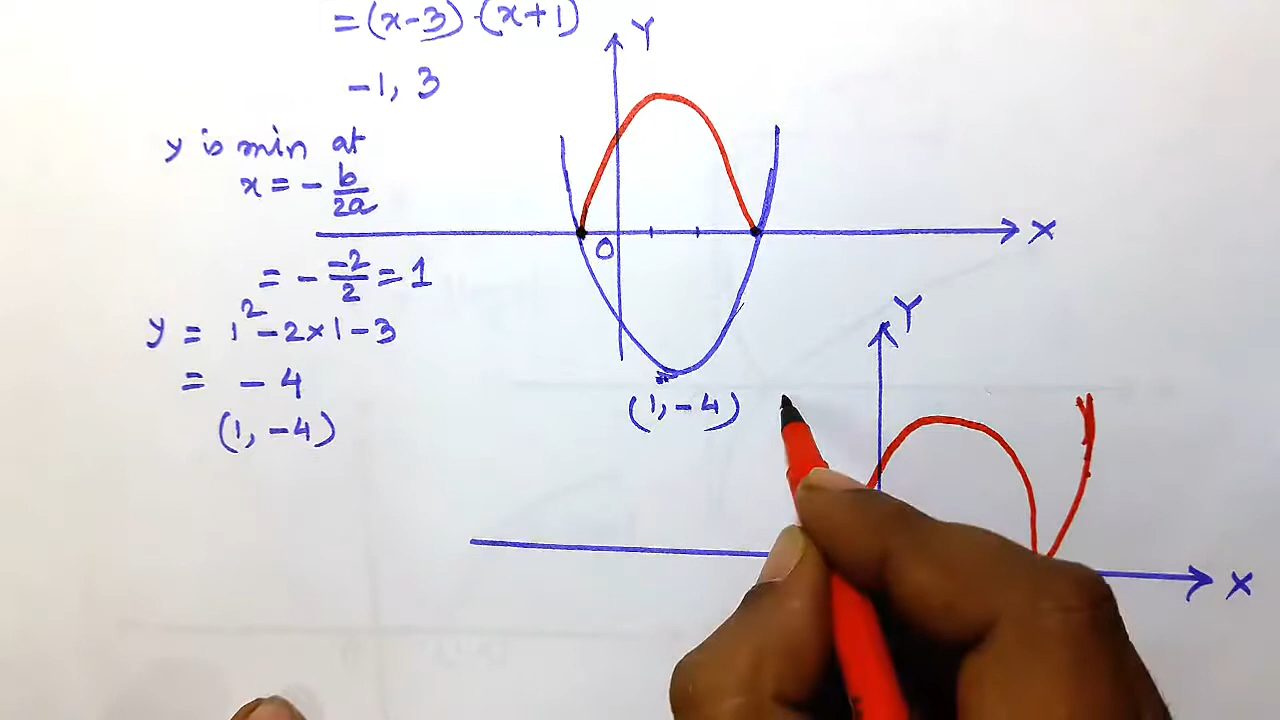 = (x-3) · (x+1)
-1, 3
y is min at
x = - b/2a
= - -2/2 = 1
y = 1² - 2×1 - 3
= - 4
(1, -4)
Y
O
X
(1, -4)
Y
X